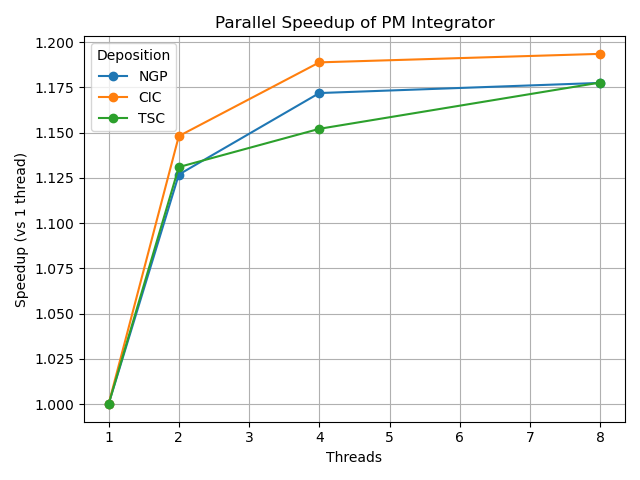 Parallel Speedup of PM Integrator
Deposition
NGP
CIC
TSC
Speedup (vs 1 thread)
1.200
1.175
1.150
1.125
1.100
1.075
1.050
1.025
1.000
1 2 3 4 5 6 7 8
Threads